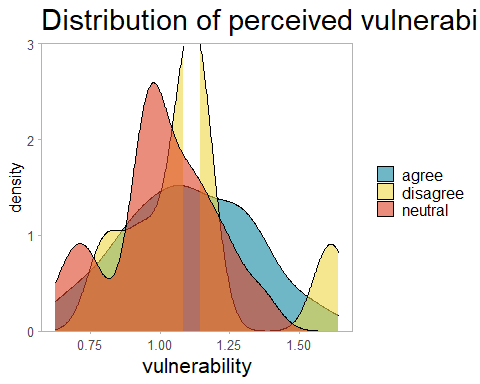 Distribution of perceived vulnerabi
3
2
1
0
density
0.75
1.00
1.25
1.50
vulnerability
agree
disagree
neutral